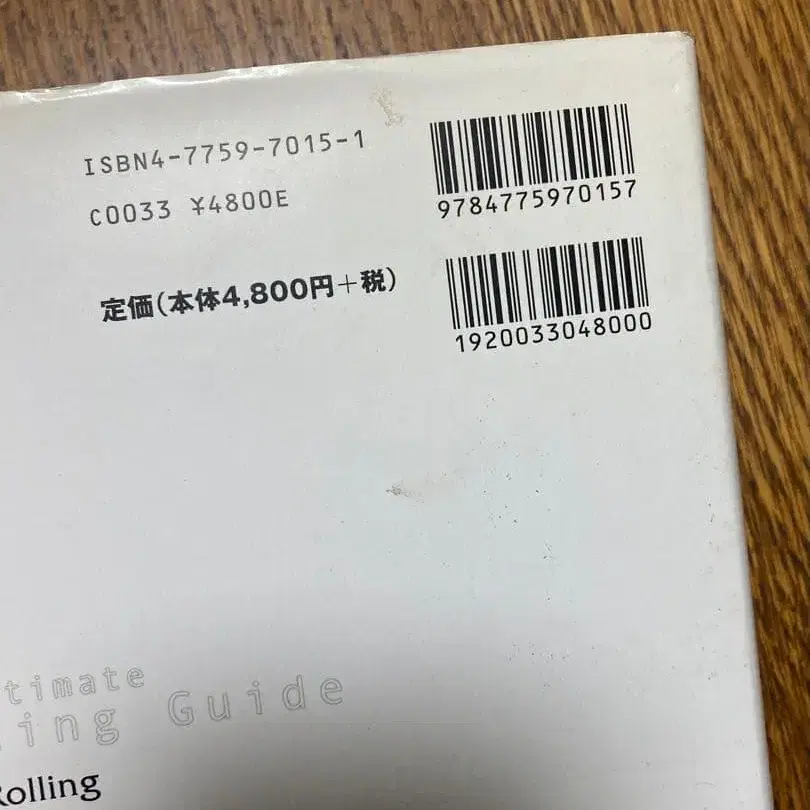 ISBN4-7759-7015-1
C0033 ¥4800E
定価(本体4,800円+税)
9784775970157
1920033048000
timate
ing Guide
Rolling